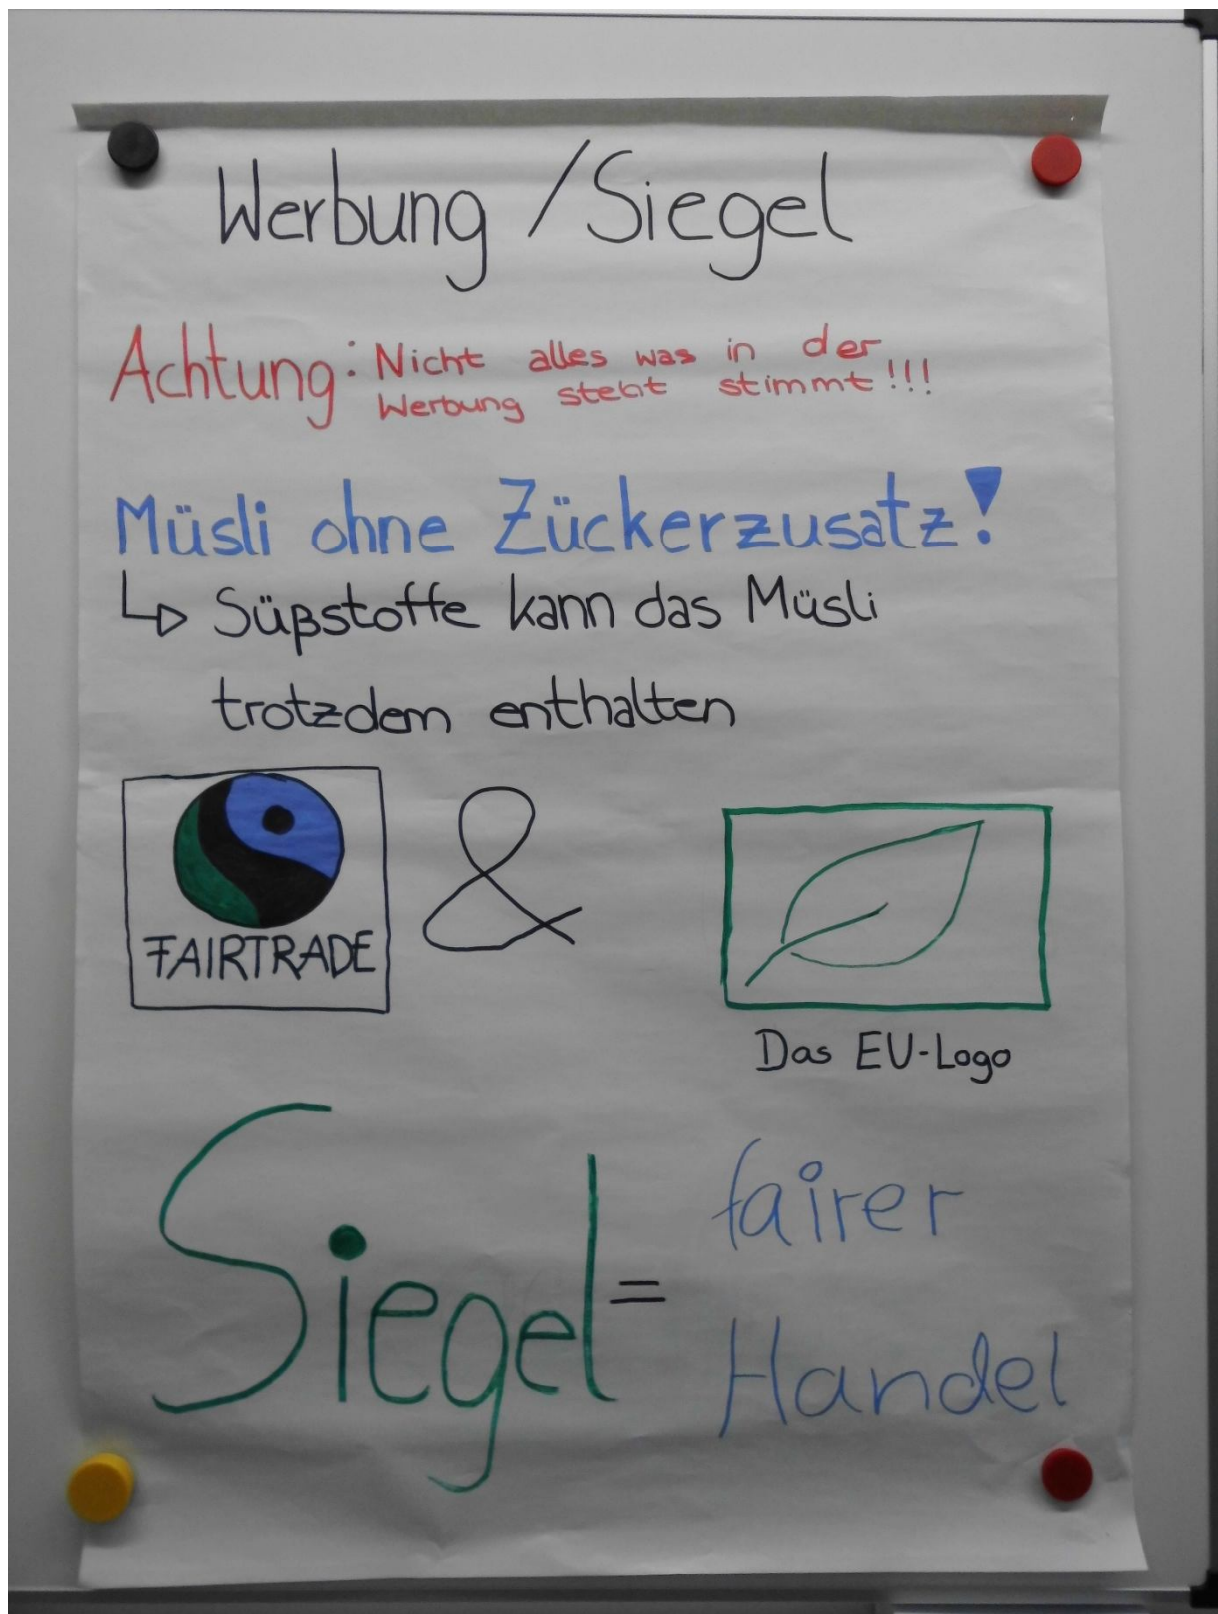 Werbung / Siegel
Achtung: Nicht alles was in der
Werbung steht stimmt!!!
Müsli ohne Zückerzusatz!
↳ Süßstoffe kann das Müsli
trotzdem enthalten
FAIRTRADE
&
Das EU-Logo
Siegel = fairer
Handel